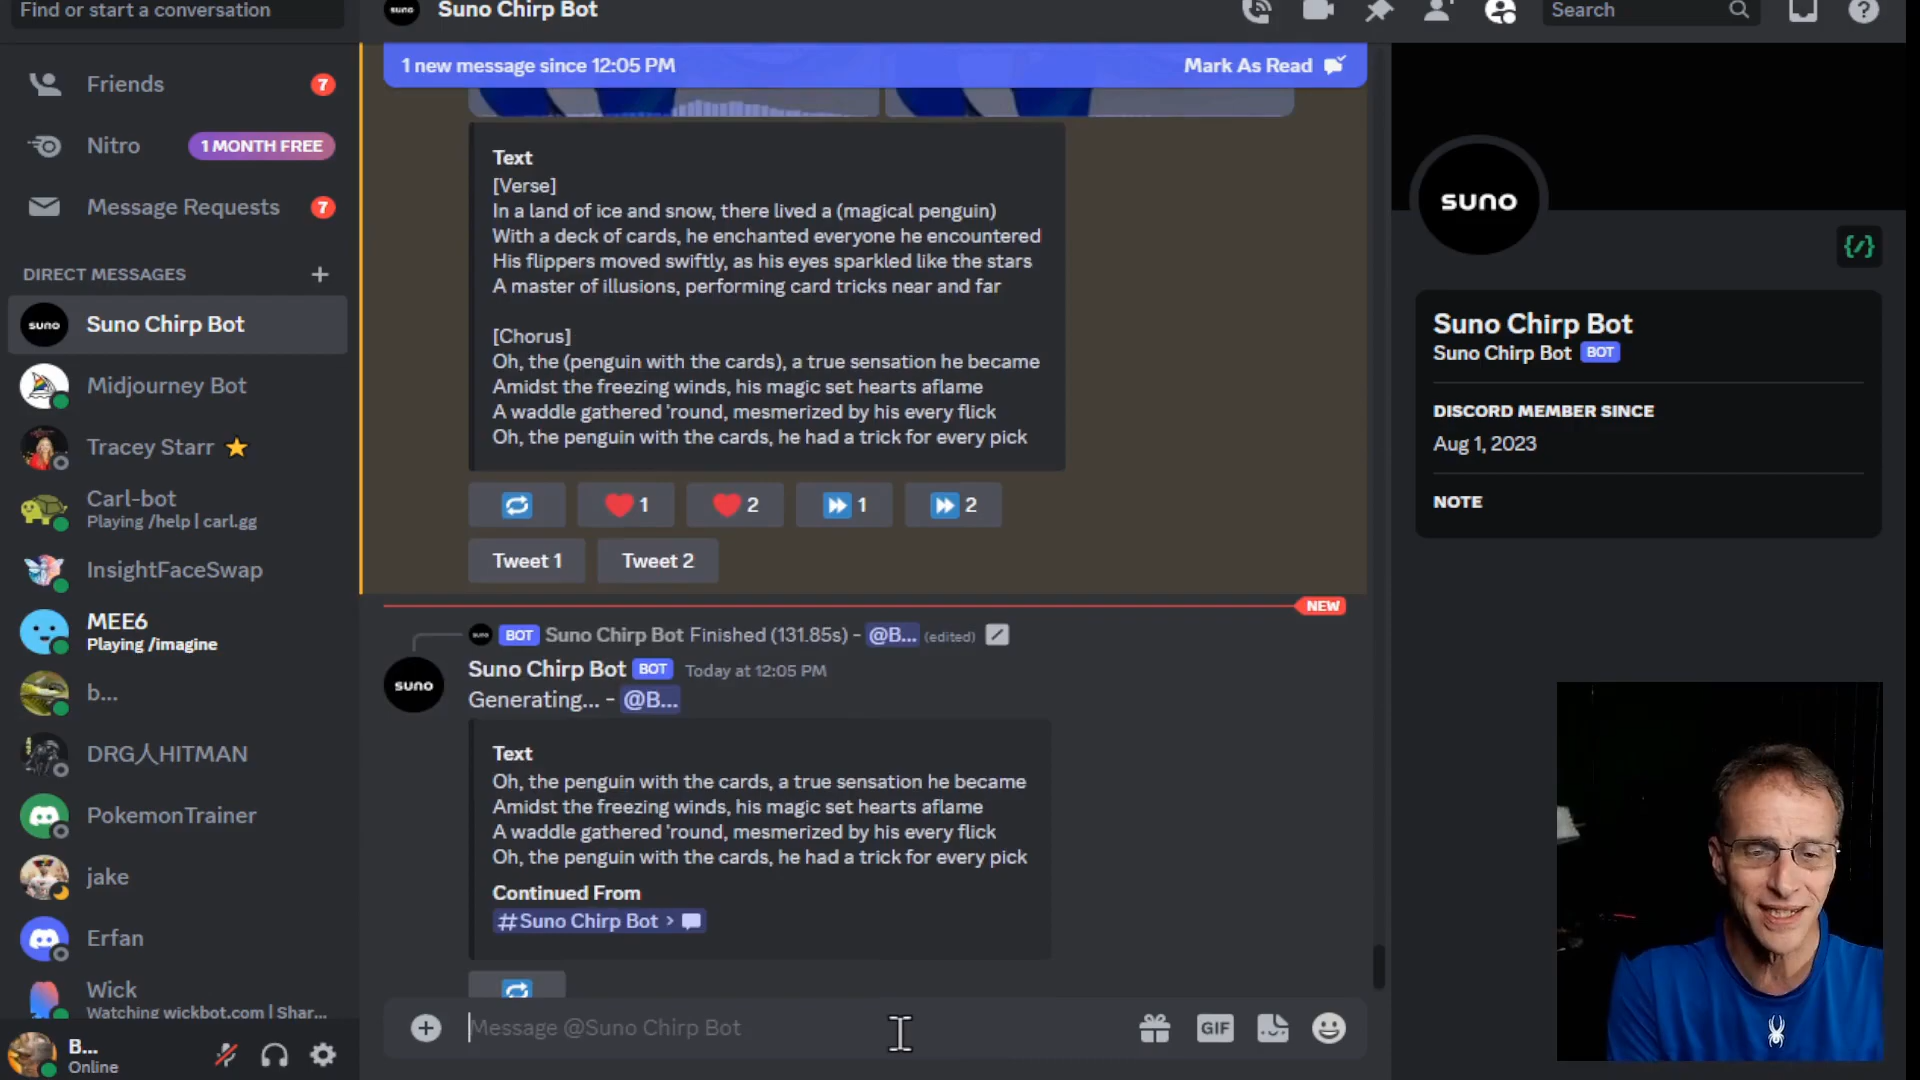 Find or start a conversation
Suno Chirp Bot
Search
Friends
7
Nitro
1 MONTH FREE
Message Requests
7
DIRECT MESSAGES
Suno Chirp Bot
Midjourney Bot
Tracey Starr
Carl-bot
Playing /help | carl.gg
InsightFaceSwap
MEE6
Playing /imagine
b...
DRG人HITMAN
PokemonTrainer
jake
Erfan
Wick
Watching wickbot.com | Shar...
B...
Online
1 new message since 12:05 PM
Mark As Read
Text
[Verse]
In a land of ice and snow, there lived a (magical penguin)
With a deck of cards, he enchanted everyone he encountered
His flippers moved swiftly, as his eyes sparkled like the stars
A master of illusions, performing card tricks near and far
[Chorus]
Oh, the (penguin with the cards), a true sensation he became
Amidst the freezing winds, his magic set hearts aflame
A waddle gathered 'round, mesmerized by his every flick
Oh, the penguin with the cards, he had a trick for every pick
1
2
1
2
Tweet 1
Tweet 2
NEW
BOT Suno Chirp Bot Finished (131.85s) - @B... (edited)
suno
Suno Chirp Bot BOT Today at 12:05 PM
Generating... - @B...
Text
Oh, the penguin with the cards, a true sensation he became
Amidst the freezing winds, his magic set hearts aflame
A waddle gathered 'round, mesmerized by his every flick
Oh, the penguin with the cards, he had a trick for every pick
Continued From
#Suno Chirp Bot >
Message @Suno Chirp Bot
GIF
suno
{/}
Suno Chirp Bot
Suno Chirp Bot BOT
DISCORD MEMBER SINCE
Aug 1, 2023
NOTE